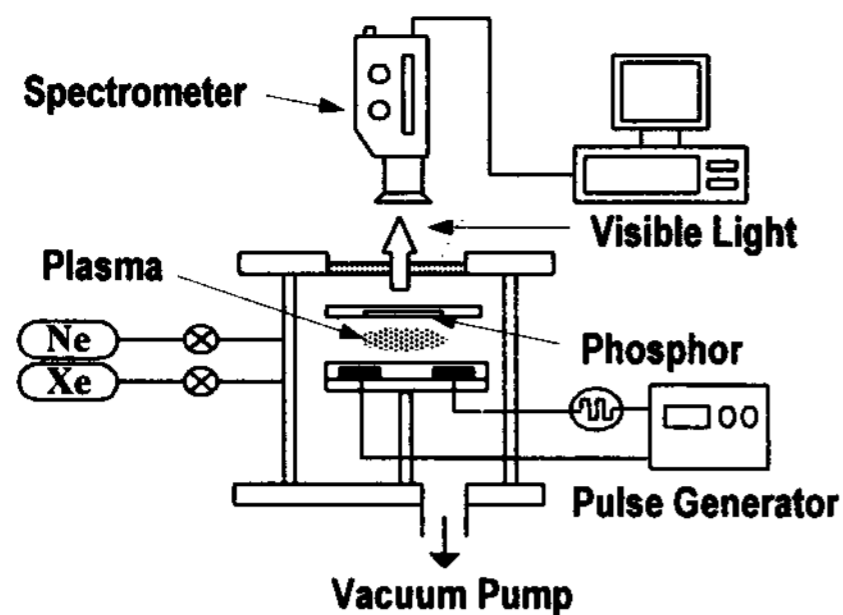 Spectrometer
Visible Light
Plasma
Ne
Phosphor
Xe
Pulse Generator
Vacuum Pump